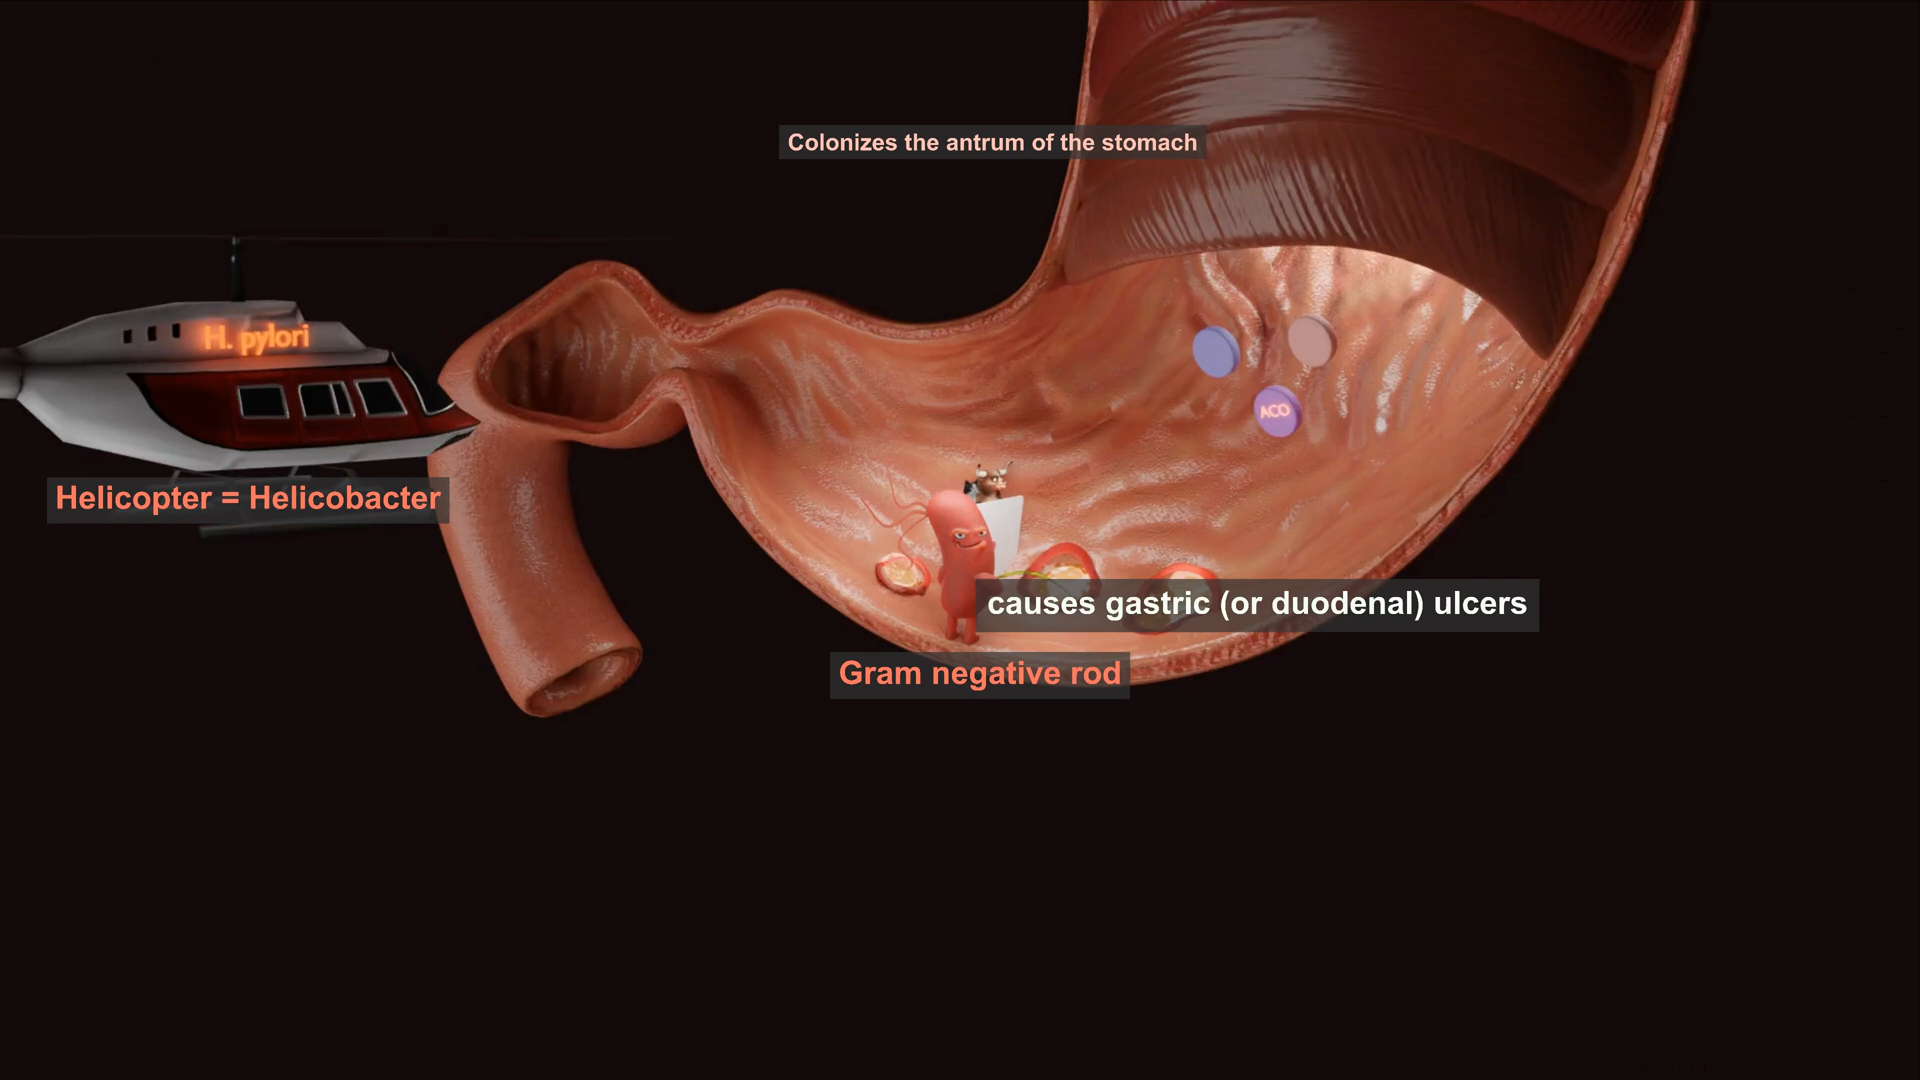 Colonizes the antrum of the stomach
H. pylori
ACO
Helicopter = Helicobacter
causes gastric (or duodenal) ulcers
Gram negative rod